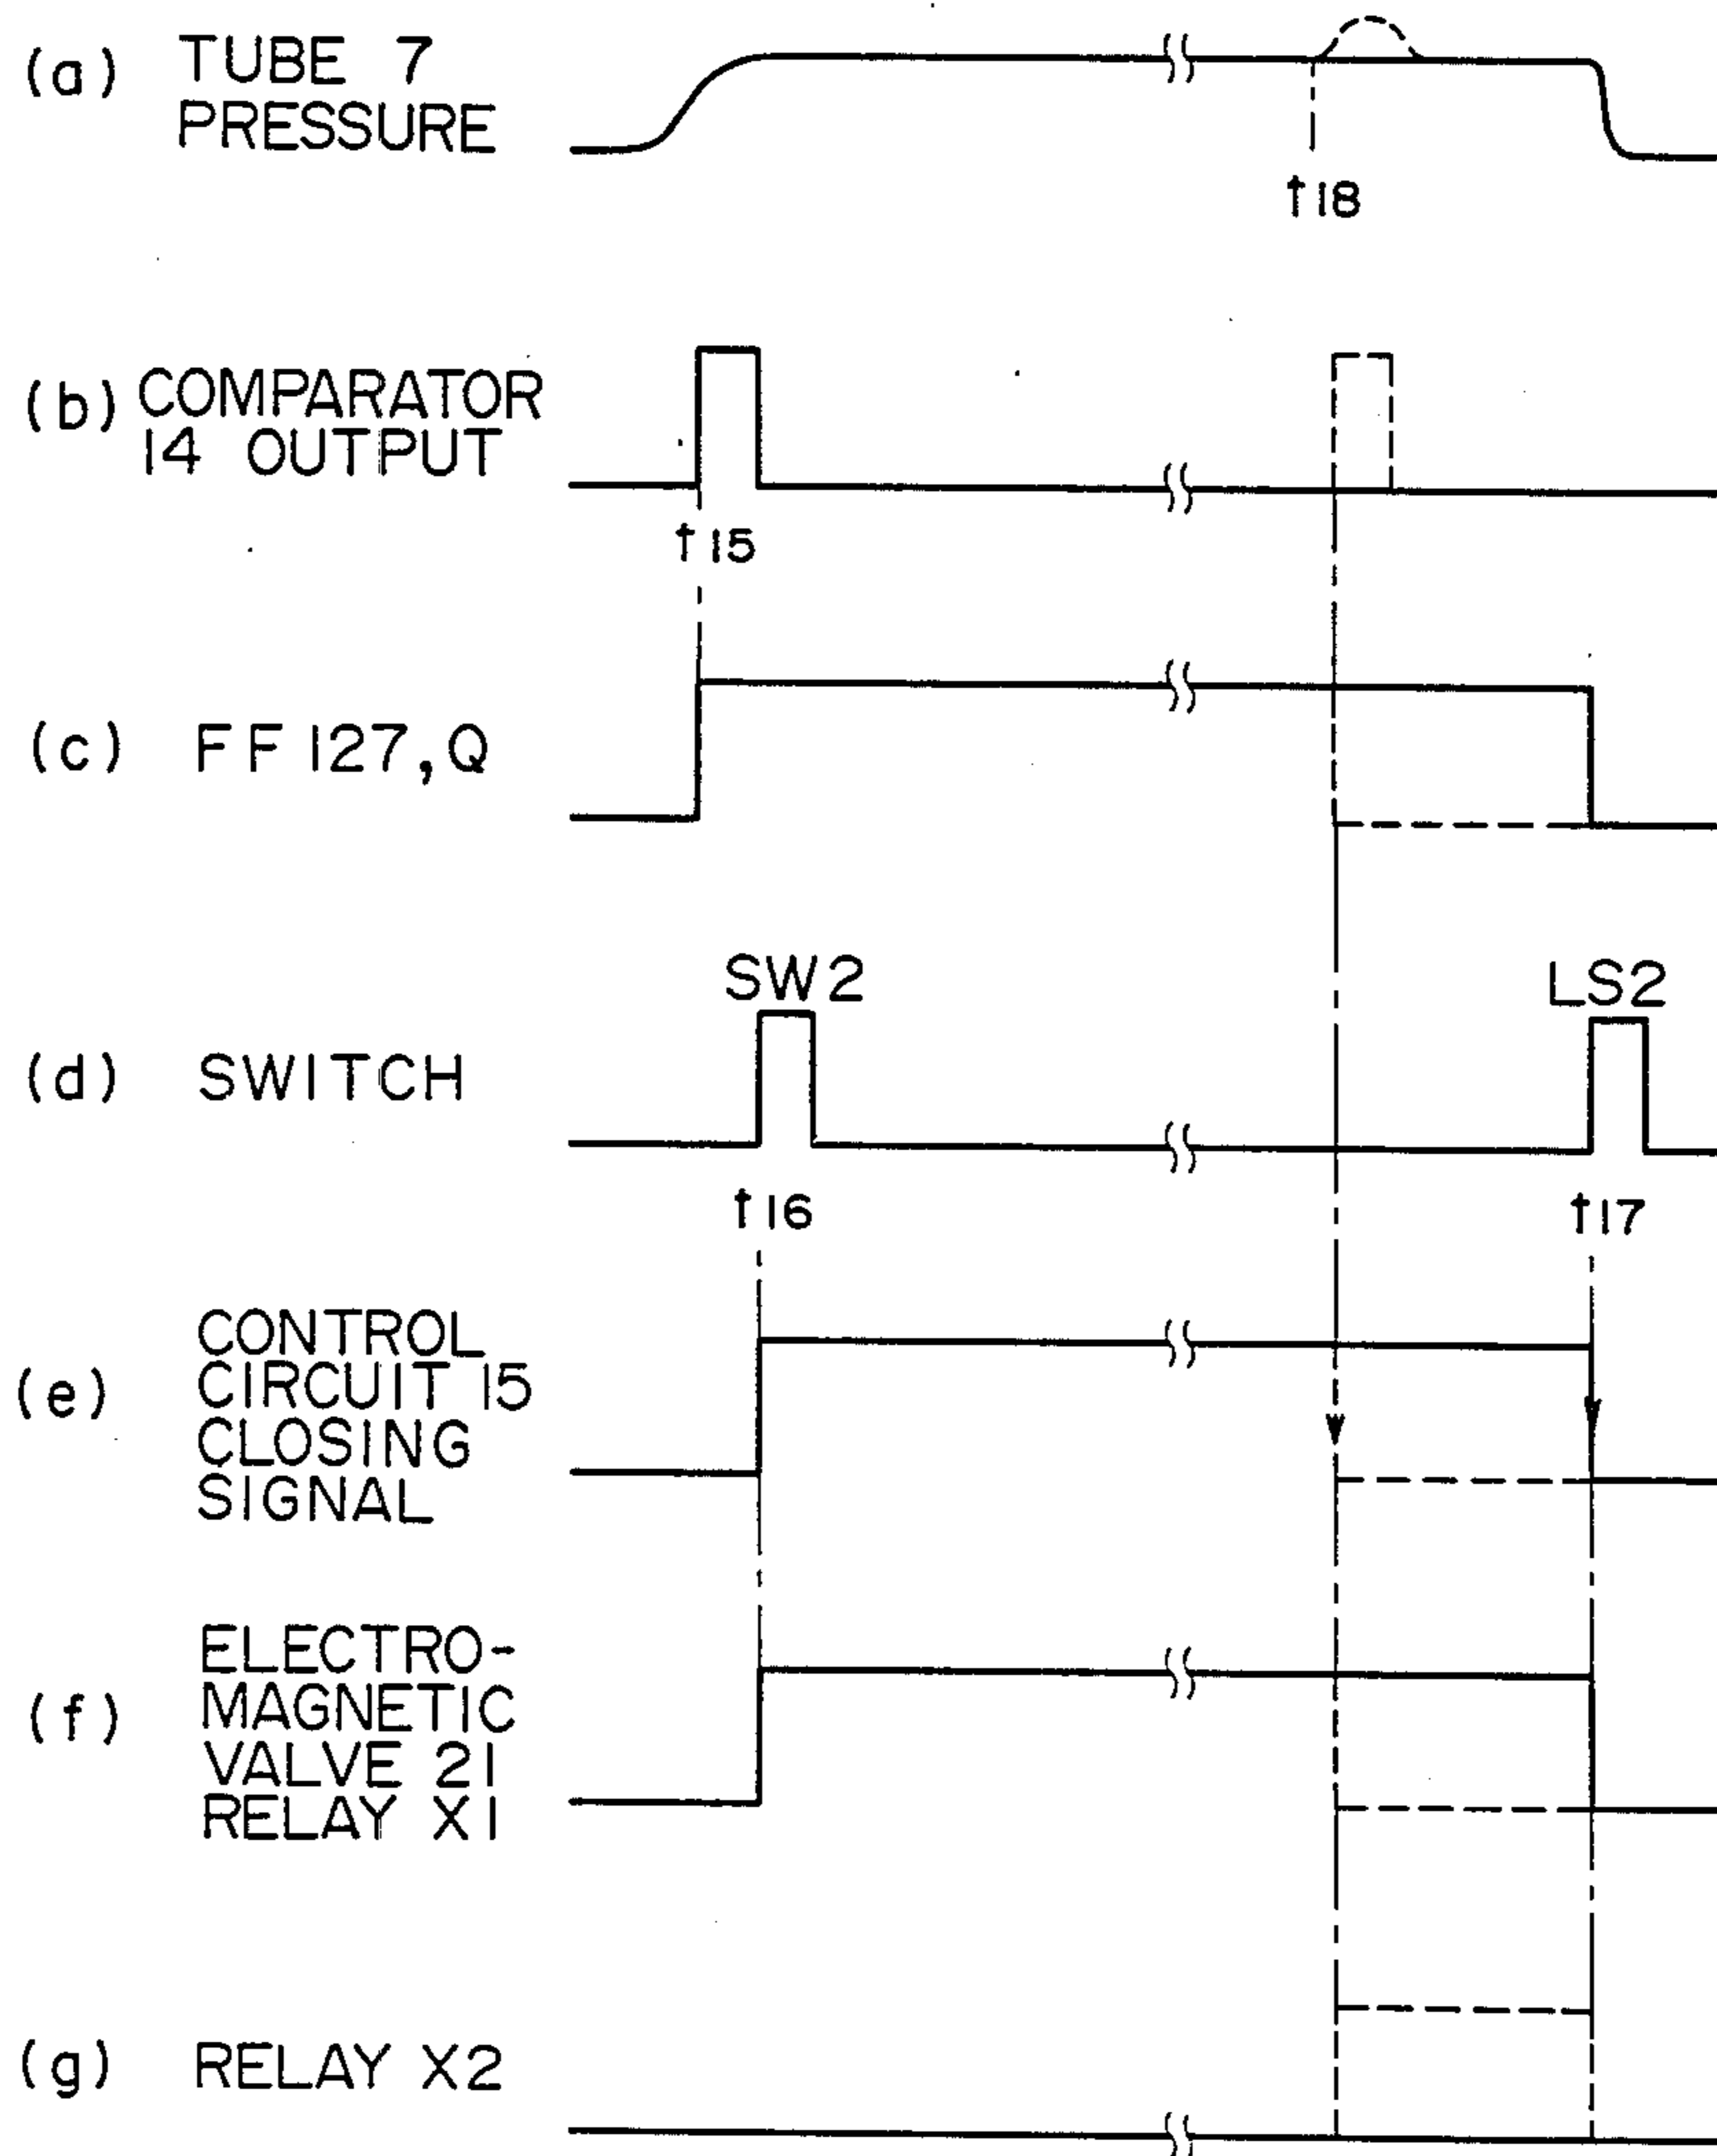 (a) TUBE 7
PRESSURE
t18
(b) COMPARATOR
14 OUTPUT
t15
(c) FF 127, Q
SW2
LS2
(d) SWITCH
t16
t17
CONTROL
CIRCUIT 15
(e)
CLOSING
SIGNAL
ELECTRO-
MAGNETIC
(f)
VALVE 21
RELAY X1
(g) RELAY X2